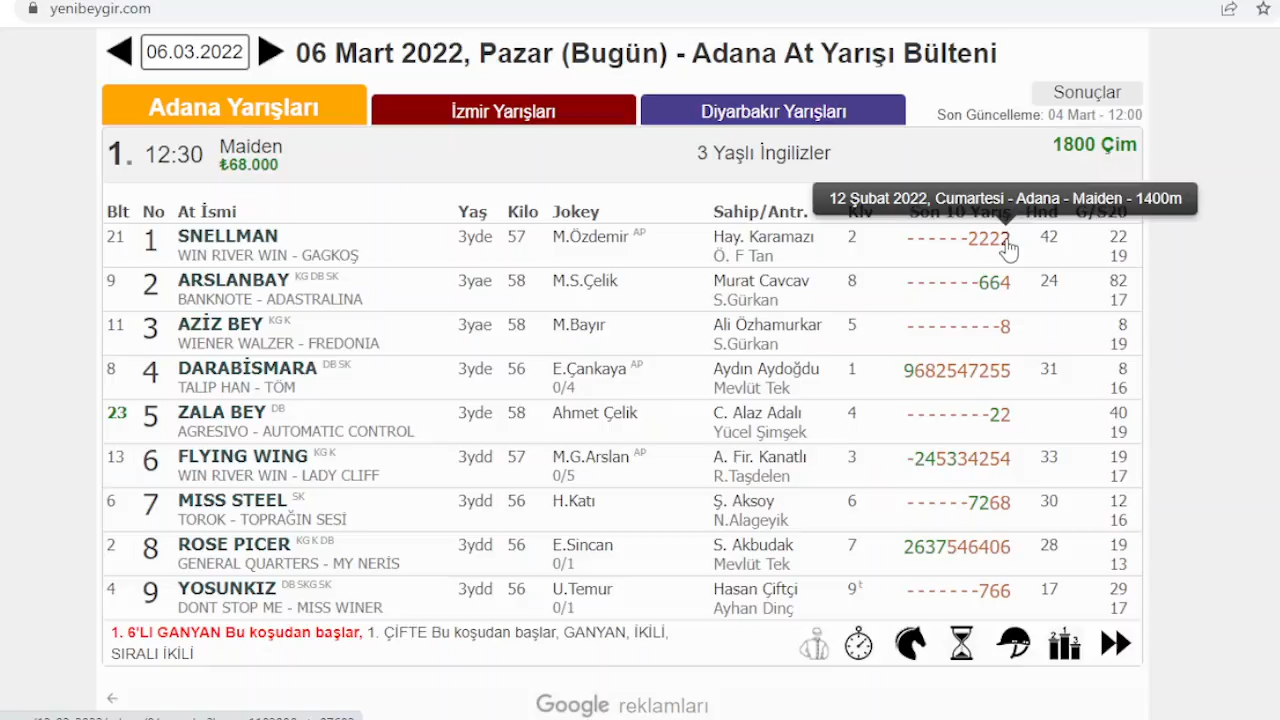 yenibeygir.com
06.03.2022 06 Mart 2022, Pazar (Bugün) - Adana At Yarışı Bülteni
Adana Yarışları İzmir Yarışları Diyarbakır Yarışları Sonuçlar
Son Güncelleme: 04 Mart - 12:00
1. 12:30 Maiden 3 Yaşlı İngilizler 1800 Çim
₺68.000
12 Şubat 2022, Cumartesi - Adana - Maiden - 1400m
Blt No At İsmi Yaş Kilo Jokey Sahip/Antr. Klv Son 10 Yarış Hnd G/S20
21 1 SNELLMAN 3yde 57 M.Özdemir AP Hay. Karamazı 2 ------2222 42 22
WIN RIVER WIN - GAGKOŞ Ö. F Tan 19
9 2 ARSLANBAY KG DB SK 3yae 58 M.S.Çelik Murat Cavcav 8 -------664 24 82
BANKNOTE - ADASTRALINA S.Gürkan 17
11 3 AZİZ BEY KG K 3yae 58 M.Bayır Ali Özhamurkar 5 ---------8 8
WIENER WALZER - FREDONIA S.Gürkan 19
8 4 DARABİSMARA DB SK 3yde 56 E.Çankaya AP Aydın Aydoğdu 1 9682547255 31 8
TALIP HAN - TÖM 0/4 Mevlüt Tek 16
23 5 ZALA BEY DB 3yde 58 Ahmet Çelik C. Alaz Adalı 4 --------22 40
AGRESIVO - AUTOMATIC CONTROL Yücel Şimşek 19
13 6 FLYING WING KG K 3ydd 57 M.G.Arslan AP A. Fir. Kanatlı 3 -245334254 33 19
WIN RIVER WIN - LADY CLIFF 0/5 R.Taşdelen 17
6 7 MISS STEEL SK 3ydd 56 H.Katı Ş. Aksoy 6 ------7268 30 12
TOROK - TOPRAĞIN SESİ N.Alageyik 16
2 8 ROSE PICER KG K DB 3ydd 56 E.Sincan S. Akbudak 7 2637546406 28 19
GENERAL QUARTERS - MY NERİS 0/1 Mevlüt Tek 13
4 9 YOSUNKIZ DB SKG SK 3ydd 56 U.Temur Hasan Çiftçi 9t -------766 17 29
DONT STOP ME - MISS WINER 0/1 Ayhan Dinç 17
1. 6'LI GANYAN Bu koşudan başlar, 1. ÇİFTE Bu koşudan başlar, GANYAN, İKİLİ,
SIRALI İKİLİ
Google reklamları